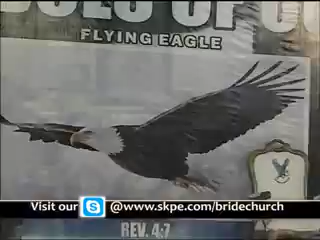 FLYING EAGLE
Visit our @www.skpe.com/bridechurch
REV. 4:7